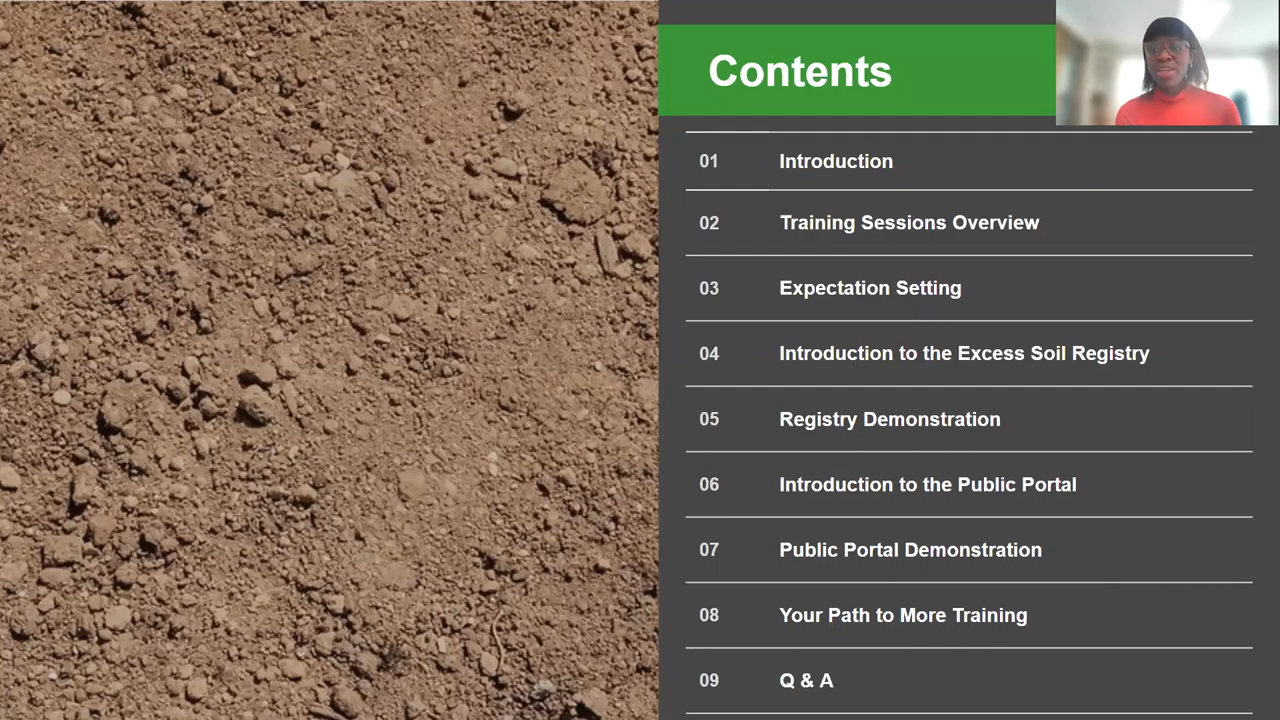 Contents
01 Introduction
02 Training Sessions Overview
03 Expectation Setting
04 Introduction to the Excess Soil Registry
05 Registry Demonstration
06 Introduction to the Public Portal
07 Public Portal Demonstration
08 Your Path to More Training
09 Q & A